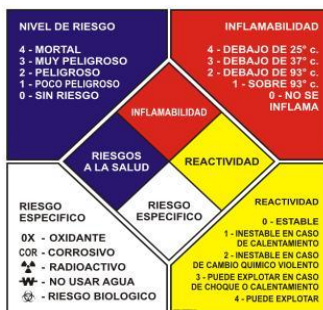 NIVEL DE RIESGO
4 - MORTAL
3 - MUY PELIGROSO
2 - PELIGROSO
1 - POCO PELIGROSO
0 - SIN RIESGO
INFLAMABILIDAD
4 - DEBAJO DE 25° c.
3 - DEBAJO DE 37° c.
2 - DEBAJO DE 93° c.
1 - SOBRE 93° c.
0 - NO SE
INFLAMA
INFLAMABILIDAD
RIESGOS
A LA SALUD
REACTIVIDAD
RIESGO
ESPECIFICO
RIESGO
ESPECIFICO
0X - OXIDANTE
COR - CORROSIVO
- RADIOACTIVO
W - NO USAR AGUA
- RIESGO BIOLOGICO
REACTIVIDAD
0 - ESTABLE
1 - INESTABLE EN CASO
DE CALENTAMIENTO
2 - INESTABLE EN CASO
DE CAMBIO QUIMICO VIOLENTO
3 - PUEDE EXPLOTAR EN CASO
DE CHOQUE O CALENTAMIENTO
4 - PUEDE EXPLOTAR